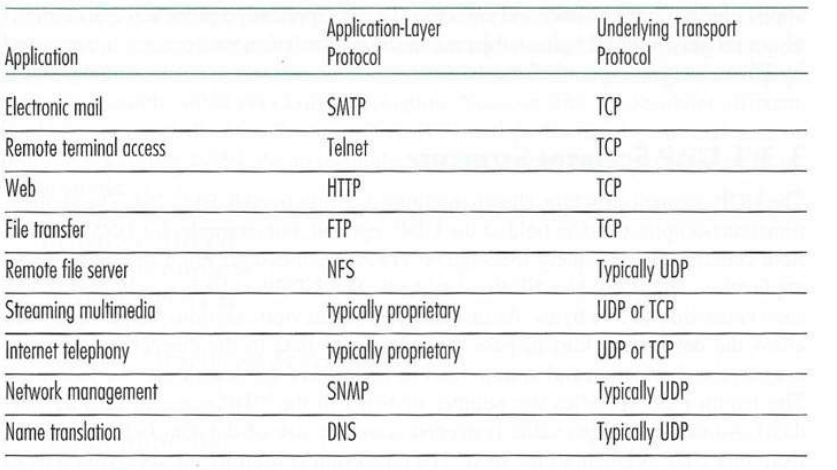 Application Application-Layer Protocol Underlying Transport Protocol
Electronic mail SMTP TCP
Remote terminal access Telnet TCP
Web HTTP TCP
File transfer FTP TCP
Remote file server NFS Typically UDP
Streaming multimedia typically proprietary UDP or TCP
Internet telephony typically proprietary UDP or TCP
Network management SNMP Typically UDP
Name translation DNS Typically UDP